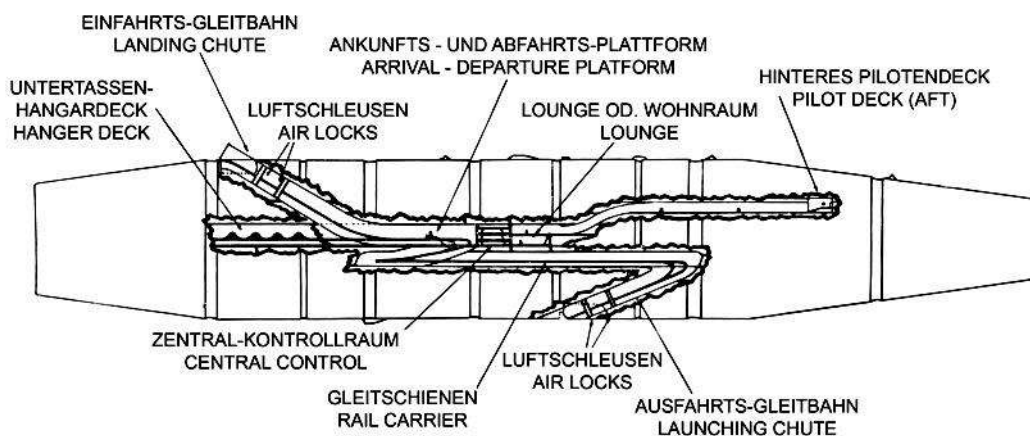 EINFAHRTS-GLEITBAHN
LANDING CHUTE
ANKUNFTS - UND ABFAHRTS-PLATTFORM
ARRIVAL - DEPARTURE PLATFORM
UNTERTASSEN-
HANGARDECK
HANGER DECK
LUFTSCHLEUSEN
AIR LOCKS
LOUNGE OD. WOHNRAUM
LOUNGE
HINTERES PILOTENDECK
PILOT DECK (AFT)
ZENTRAL-KONTROLLRAUM
CENTRAL CONTROL
GLEITSCHIENEN
RAIL CARRIER
LUFTSCHLEUSEN
AIR LOCKS
AUSFAHRTS-GLEITBAHN
LAUNCHING CHUTE